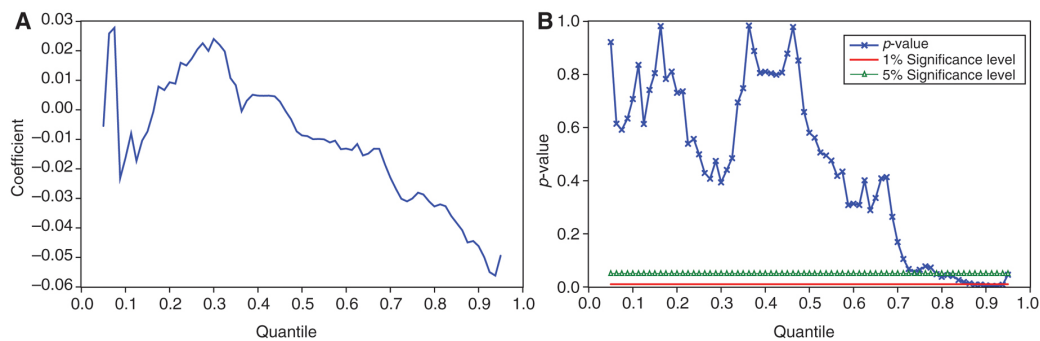 A
0.03
0.02
0.01
0.00
−0.01
−0.02
−0.03
−0.04
−0.05
−0.06
Coefficient
0.0 0.1 0.2 0.3 0.4 0.5 0.6 0.7 0.8 0.9 1.0
Quantile
B
1.0
0.8
0.6
0.4
0.2
0.0
p-value
p-value
1% Significance level
5% Significance level
0.0 0.1 0.2 0.3 0.4 0.5 0.6 0.7 0.8 0.9 1.0
Quantile